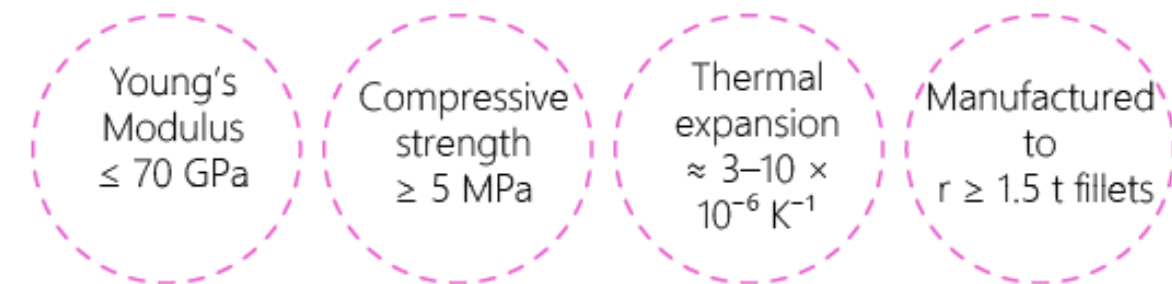 Young's
Modulus
≤ 70 GPa
Compressive
strength
≥ 5 MPa
Thermal
expansion
≈ 3–10 ×
10⁻⁶ K⁻¹
Manufactured
to
r ≥ 1.5 t fillets